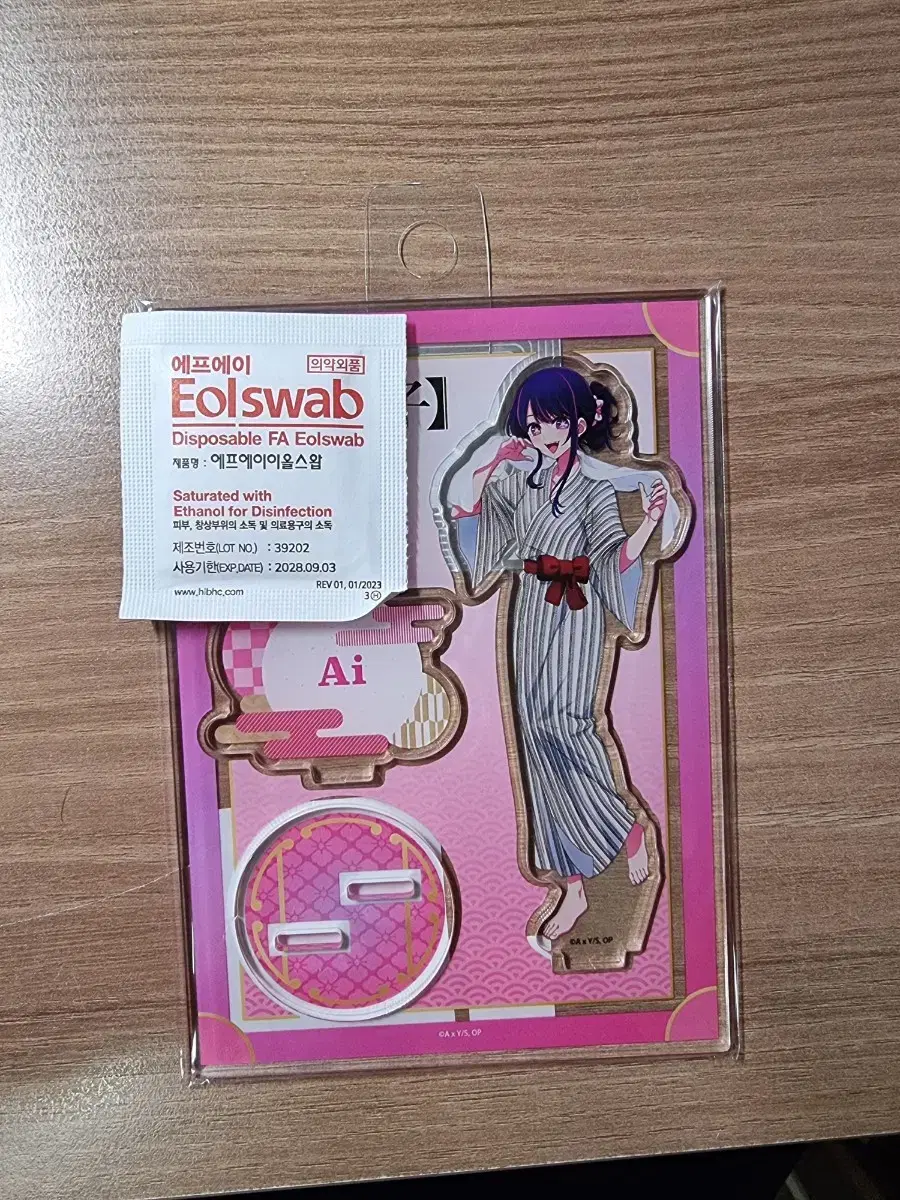 에프에이
의약외품
Eolswab
Disposable FA Eolswab
제품명 : 에프에이이올스왑
Saturated with
Ethanol for Disinfection
피부, 창상부위의 소독 및 의료용구의 소독
제조번호(LOT NO.) : 39202
사용기한(EXP.DATE) : 2028.09.03
REV 01, 01/2023
www.hlbhc.com
3Ⓗ
】
Ai
©A x Y/S, OP
©A x Y/S, OP